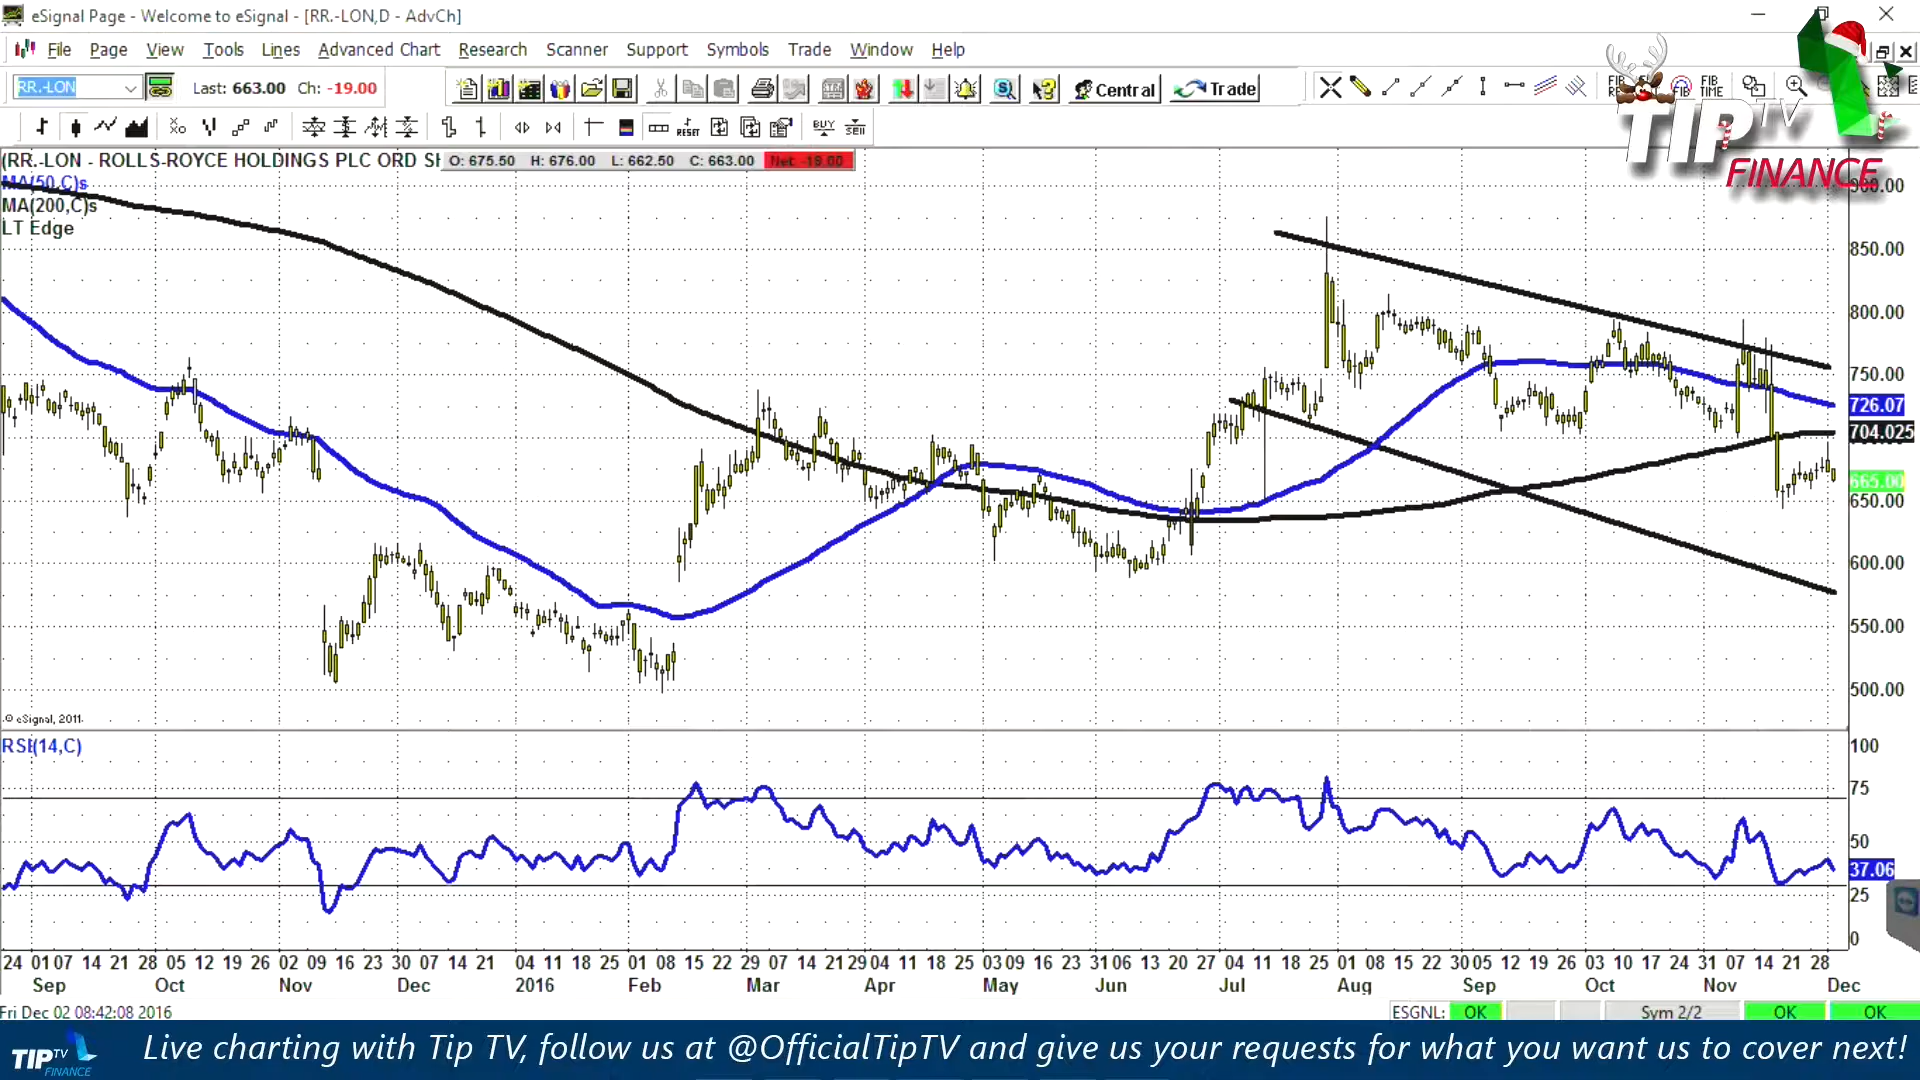 eSignal Page - Welcome to eSignal - [RR.-LON,D - AdvCh]
File Page View Tools Lines Advanced Chart Research Scanner Support Symbols Trade Window Help
RR.-LON Last: 663.00 Ch: -19.00 Central Trade FIB TIME
RESET BUY SELL
TIP TV
FINANCE
(RR.-LON - ROLLS-ROYCE HOLDINGS PLC ORD SH O: 675.50 H: 676.00 L: 662.50 C: 663.00 Net: -19.00
MA(50,C)s
MA(200,C)s
LT Edge
900.00
850.00
800.00
750.00
726.07
704.025
665.00
650.00
600.00
550.00
500.00
© eSignal, 2011
RSI(14,C)
100
75
50
37.06
25
0
24 01 07 14 21 28 05 12 19 26 02 09 16 23 30 07 14 21 04 11 18 25 01 08 15 22 29 07 14 21 29 04 11 18 25 03 09 16 23 31 06 13 20 27 04 11 18 25 01 08 15 22 30 05 12 19 26 03 10 17 24 31 07 14 21 28
Sep Oct Nov Dec 2016 Feb Mar Apr May Jun Jul Aug Sep Oct Nov Dec
Fri Dec 02 08:42:08 2016 ESGNL: OK Sym 2/2 OK OK
TIP TV FINANCE
Live charting with Tip TV, follow us at @OfficialTipTV and give us your requests for what you want us to cover next!